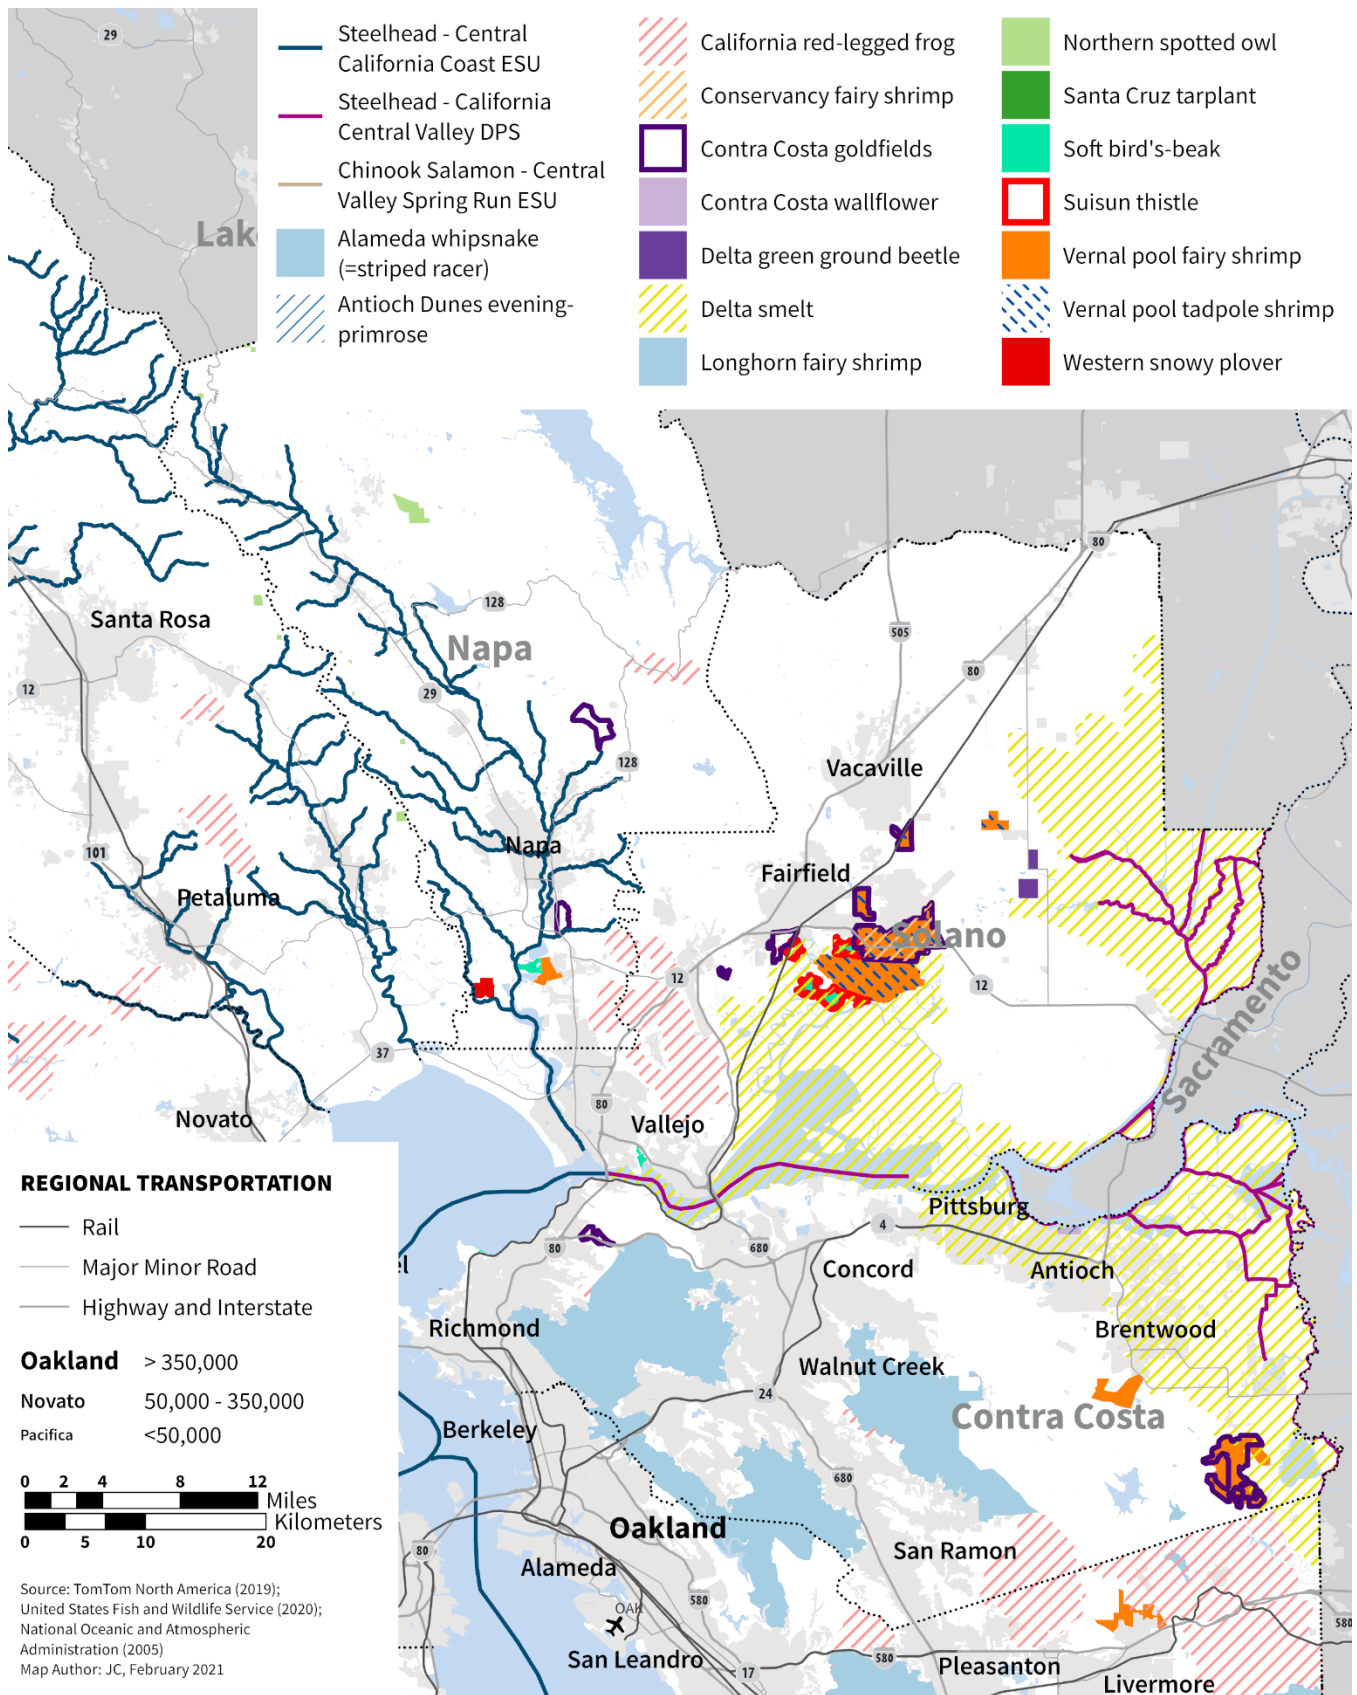 29
Steelhead - Central
California Coast ESU
Steelhead - California
Central Valley DPS
Chinook Salamon - Central
Valley Spring Run ESU
Alameda whipsnake
(=striped racer)
Antioch Dunes evening-
primrose
California red-legged frog
Conservancy fairy shrimp
Contra Costa goldfields
Contra Costa wallflower
Delta green ground beetle
Delta smelt
Longhorn fairy shrimp
Northern spotted owl
Santa Cruz tarplant
Soft bird's-beak
Suisun thistle
Vernal pool fairy shrimp
Vernal pool tadpole shrimp
Western snowy plover
Lak
80
128
Santa Rosa
505
Napa
80
12
29
128
Vacaville
Napa
101
Fairfield
Petaluma
Solano
12
12
Sacramento
37
80
Novato
Vallejo
Pittsburg
4
80
680
el
Concord
Antioch
Richmond
Brentwood
Walnut Creek
24
Contra Costa
Berkeley
680
Oakland
80
San Ramon
Alameda
580
OAK
580
San Leandro
580
17
Pleasanton
Livermore
REGIONAL TRANSPORTATION
Rail
Major Minor Road
Highway and Interstate
Oakland > 350,000
Novato 50,000 - 350,000
Pacifica <50,000
0 2 4 8 12
Miles
Kilometers
0 5 10 20
Source: TomTom North America (2019);
United States Fish and Wildlife Service (2020);
National Oceanic and Atmospheric
Administration (2005)
Map Author: JC, February 2021